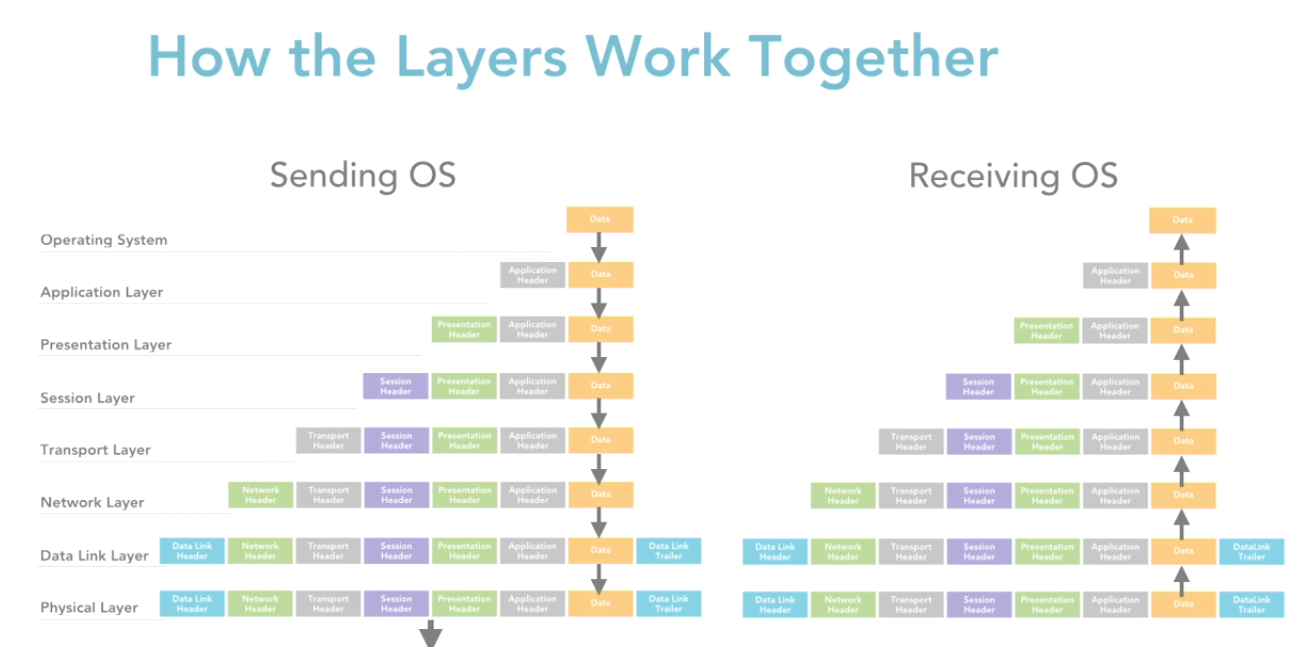 How the Layers Work Together
Sending OS
Receiving OS
Data
Data
Operating System
Application
Header
Data
Application
Header
Data
Application Layer
Presentation
Header
Application
Header
Data
Presentation
Header
Application
Header
Data
Presentation Layer
Session
Header
Presentation
Header
Application
Header
Data
Session
Header
Presentation
Header
Application
Header
Data
Session Layer
Transport
Header
Session
Header
Presentation
Header
Application
Header
Data
Transport
Header
Session
Header
Presentation
Header
Application
Header
Data
Transport Layer
Network
Header
Transport
Header
Session
Header
Presentation
Header
Application
Header
Data
Network
Header
Transport
Header
Session
Header
Presentation
Header
Application
Header
Data
Network Layer
Data Link
Header
Network
Header
Transport
Header
Session
Header
Presentation
Header
Application
Header
Data
Data Link
Trailer
Data Link
Header
Network
Header
Transport
Header
Session
Header
Presentation
Header
Application
Header
Data
DataLink
Trailer
Data Link Layer
Data Link
Header
Network
Header
Transport
Header
Session
Header
Presentation
Header
Application
Header
Data
Data Link
Trailer
Data Link
Header
Network
Header
Transport
Header
Session
Header
Presentation
Header
Application
Header
Data
DataLink
Trailer
Physical Layer